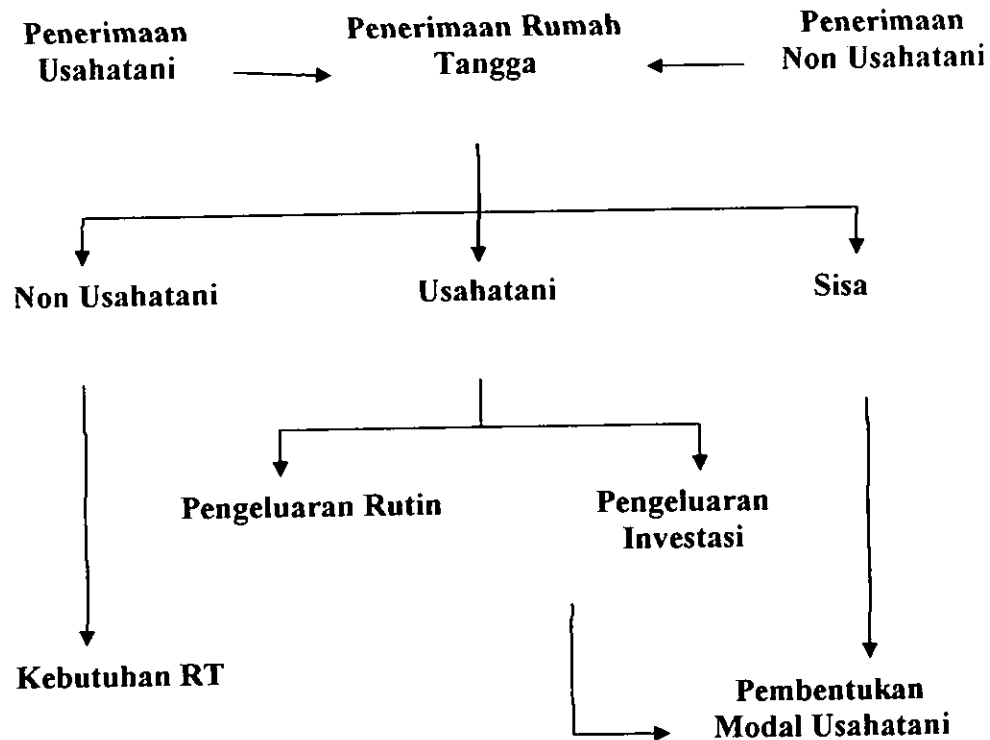 Penerimaan
Usahatani
Penerimaan Rumah
Tangga
Penerimaan
Non Usahatani
Non Usahatani
Usahatani
Sisa
Pengeluaran Rutin
Pengeluaran
Investasi
Kebutuhan RT
Pembentukan
Modal Usahatani